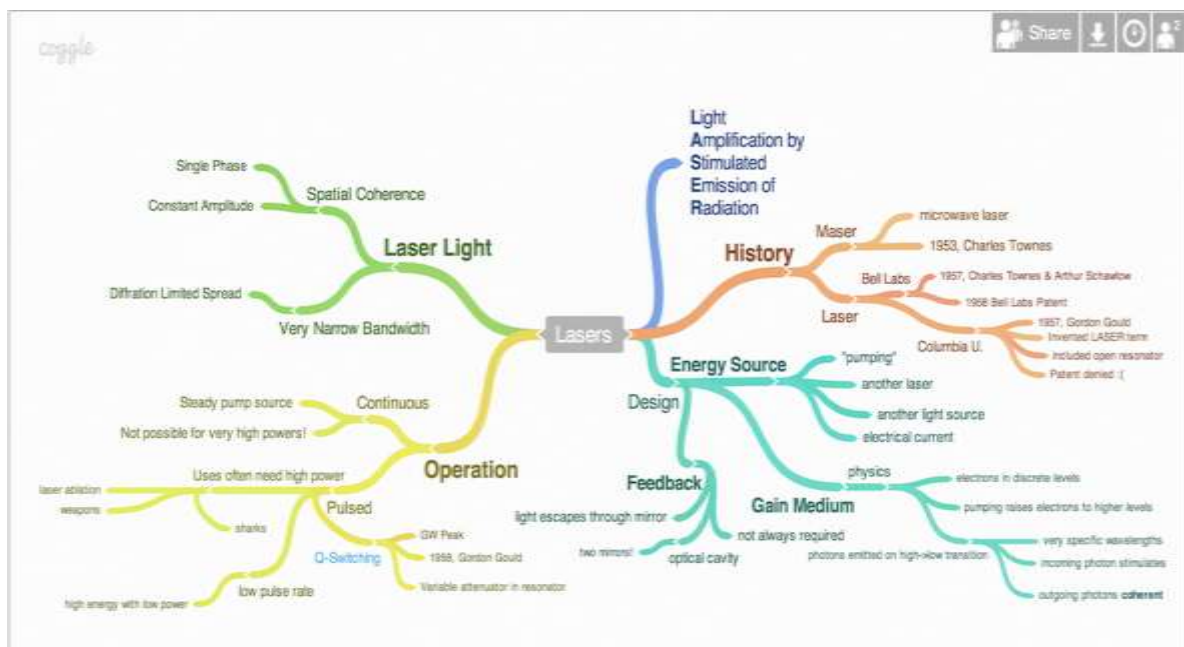 coggle
Share
2
Light
Amplification by
Stimulated
Emission of
Radiation
Single Phase
Constant Amplitude
Spatial Coherence
Laser Light
Diffration Limited Spread
Very Narrow Bandwidth
Lasers
History
Maser
microwave laser
1953, Charles Townes
Laser
Bell Labs
1957, Charles Townes & Arthur Schawlow
1958 Bell Labs Patent
Columbia U.
1957, Gordon Gould
Invented LASER term
included open resonator
Patent denied :(
Energy Source
"pumping"
another laser
another light source
electrical current
Design
Steady pump source
Not possible for very high powers!
Continuous
Operation
Uses often need high power
laser ablation
weapons
sharks
Pulsed
Q-Switching
GW Peak
1958, Gordon Gould
Variable attenuator in resonator
low pulse rate
high energy with low power
Feedback
light escapes through mirror
two mirrors!
optical cavity
not always required
Gain Medium
physics
electrons in discrete levels
pumping raises electrons to higher levels
photons emitted on high->low transition
very specific wavelengths
incoming photon stimulates
outgoing photons coherent